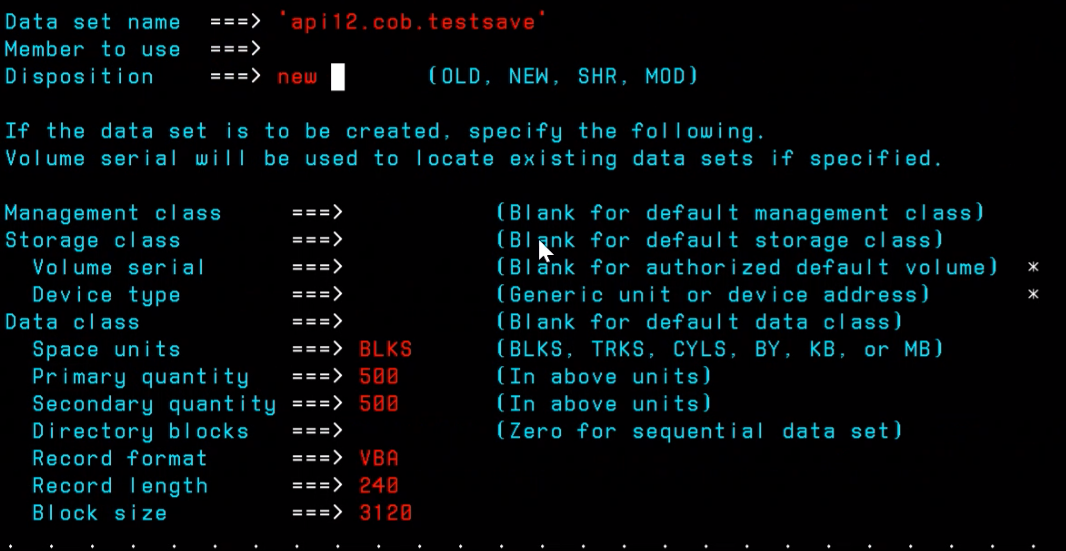 Data set name ===> 'api12.cob.testsave'
Member to use ===>
Disposition ===> new (OLD, NEW, SHR, MOD)
If the data set is to be created, specify the following.
Volume serial will be used to locate existing data sets if specified.
Management class ===> (Blank for default management class)
Storage class ===> (Blank for default storage class)
Volume serial ===> (Blank for authorized default volume) *
Device type ===> (Generic unit or device address) *
Data class ===> (Blank for default data class)
Space units ===> BLKS (BLKS, TRKS, CYLS, BY, KB, or MB)
Primary quantity ===> 500 (In above units)
Secondary quantity ===> 500 (In above units)
Directory blocks ===> (Zero for sequential data set)
Record format ===> VBA
Record length ===> 240
Block size ===> 3120